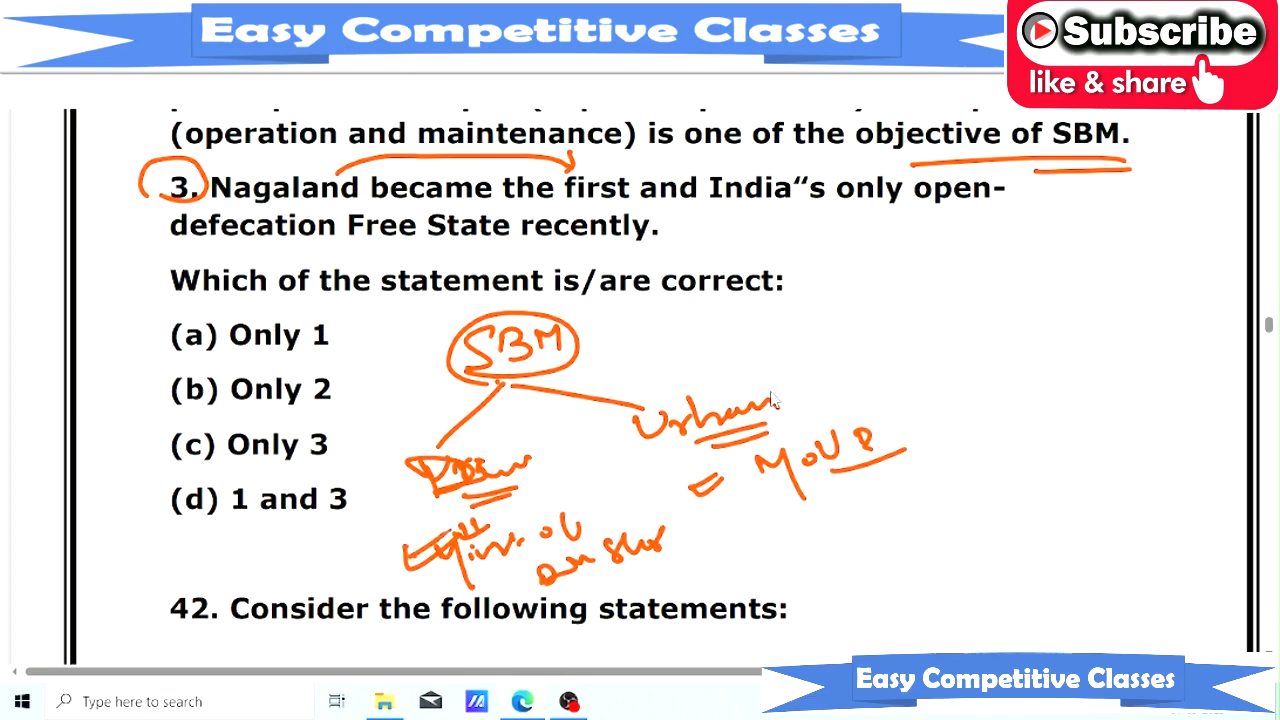 Easy Competitive Classes
Subscribe
like & share
(operation and maintenance) is one of the objective of SBM.
3. Nagaland became the first and India“s only open-
defecation Free State recently.
Which of the statement is/are correct:
(a) Only 1
SBM
(b) Only 2
Urban
(c) Only 3
MoUD
(d) 1 and 3
42. Consider the following statements:
Easy Competitive Classes
Type here to search